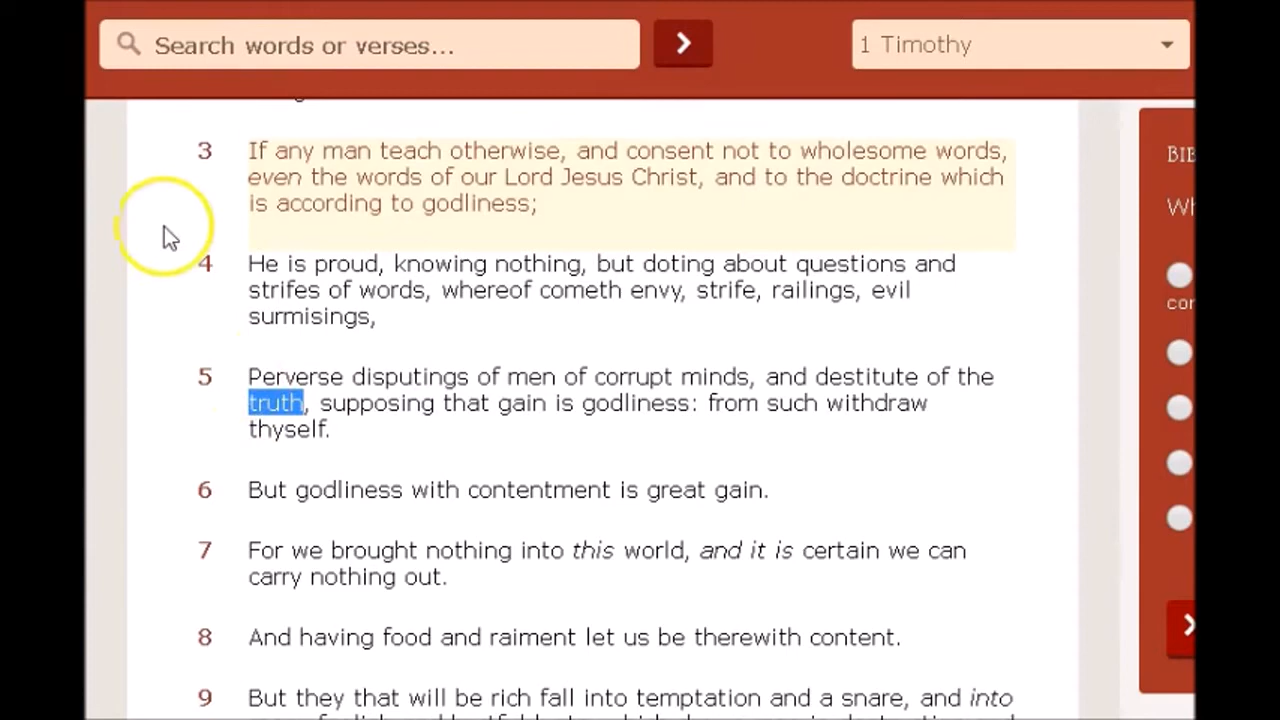 Search words or verses...
1 Timothy
3 If any man teach otherwise, and consent not to wholesome words,
even the words of our Lord Jesus Christ, and to the doctrine which
is according to godliness;
4 He is proud, knowing nothing, but doting about questions and
strifes of words, whereof cometh envy, strife, railings, evil
surmisings,
5 Perverse disputings of men of corrupt minds, and destitute of the
truth, supposing that gain is godliness: from such withdraw
thyself.
6 But godliness with contentment is great gain.
7 For we brought nothing into this world, and it is certain we can
carry nothing out.
8 And having food and raiment let us be therewith content.
9 But they that will be rich fall into temptation and a snare, and into
BIB
Wh
con